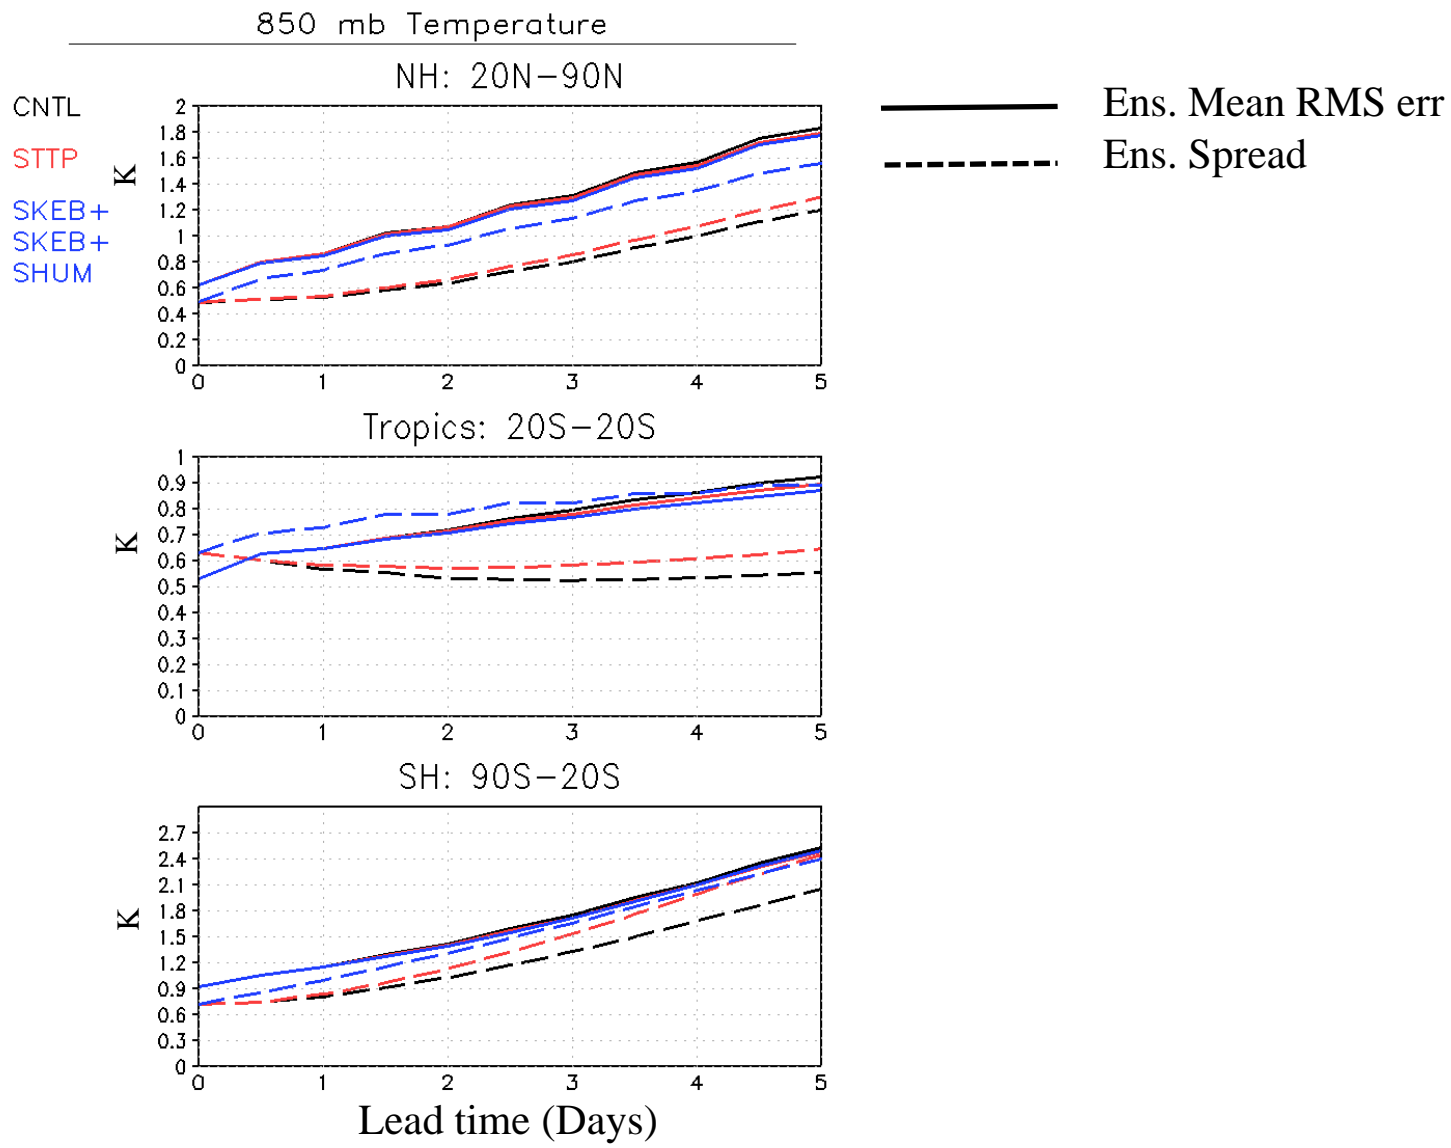 850 mb Temperature
NH: 20N-90N
CNTL
STTP
SKEB+
SKEB+
SHUM
Ens. Mean RMS err
Ens. Spread
K
2
1.8
1.6
1.4
1.2
1
0.8
0.6
0.4
0.2
0
0 1 2 3 4 5
Tropics: 20S-20S
K
1
0.9
0.8
0.7
0.6
0.5
0.4
0.3
0.2
0.1
0
0 1 2 3 4 5
SH: 90S-20S
K
2.7
2.4
2.1
1.8
1.5
1.2
0.9
0.6
0.3
0
0 1 2 3 4 5
Lead time (Days)